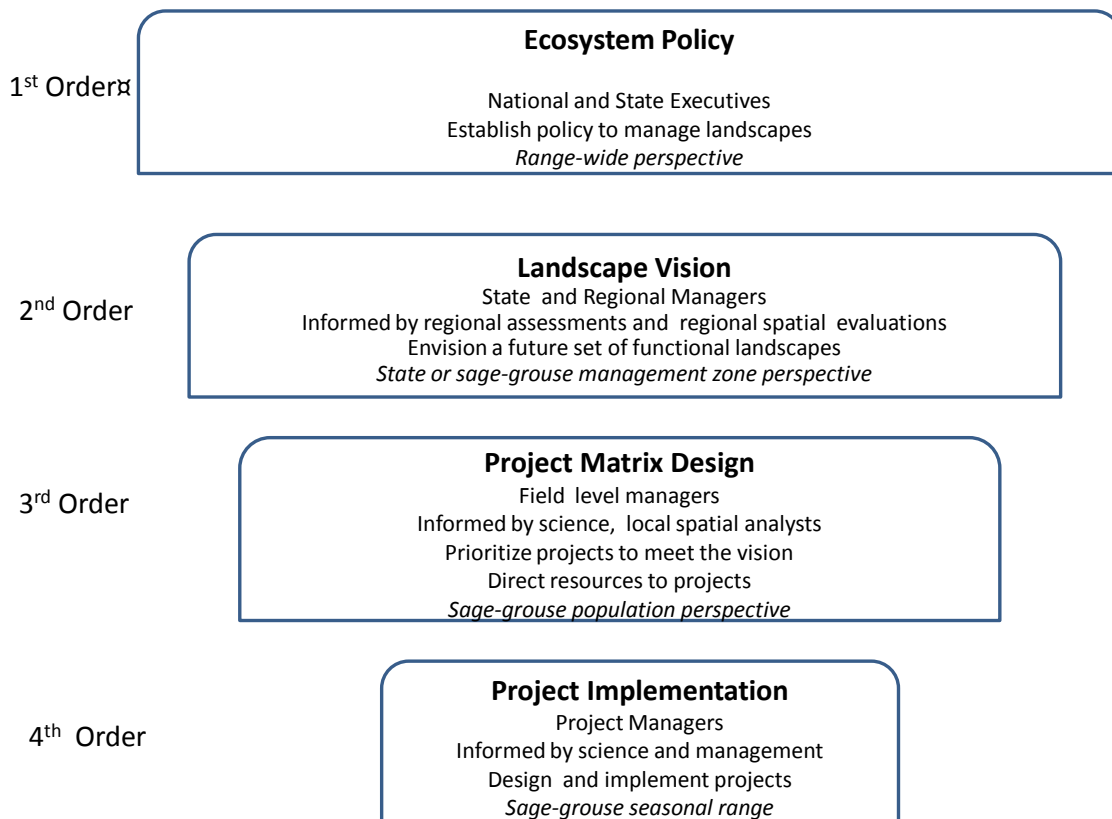 Ecosystem Policy
1st Order¤
National and State Executives
Establish policy to manage landscapes
Range-wide perspective
Landscape Vision
2nd Order
State and Regional Managers
Informed by regional assessments and regional spatial evaluations
Envision a future set of functional landscapes
State or sage-grouse management zone perspective
Project Matrix Design
3rd Order
Field level managers
Informed by science, local spatial analysts
Prioritize projects to meet the vision
Direct resources to projects
Sage-grouse population perspective
Project Implementation
4th Order
Project Managers
Informed by science and management
Design and implement projects
Sage-grouse seasonal range